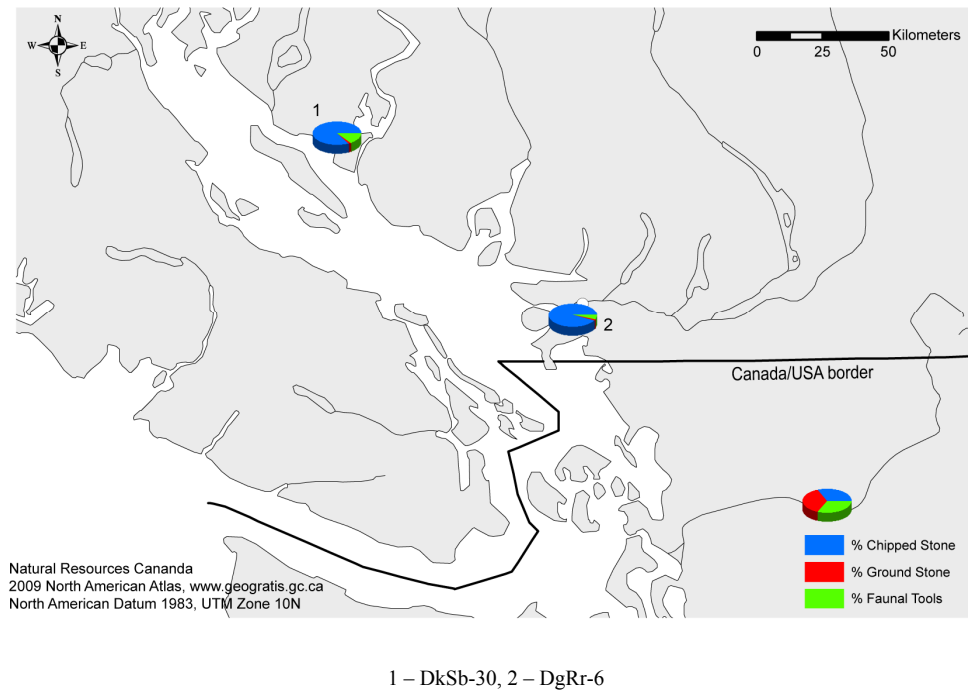 N
W E
S
Kilometers
0 25 50
1
2
Canada/USA border
% Chipped Stone
% Ground Stone
% Faunal Tools
Natural Resources Cananda
2009 North American Atlas, www.geogratis.gc.ca
North American Datum 1983, UTM Zone 10N
1 – DkSb-30, 2 – DgRr-6